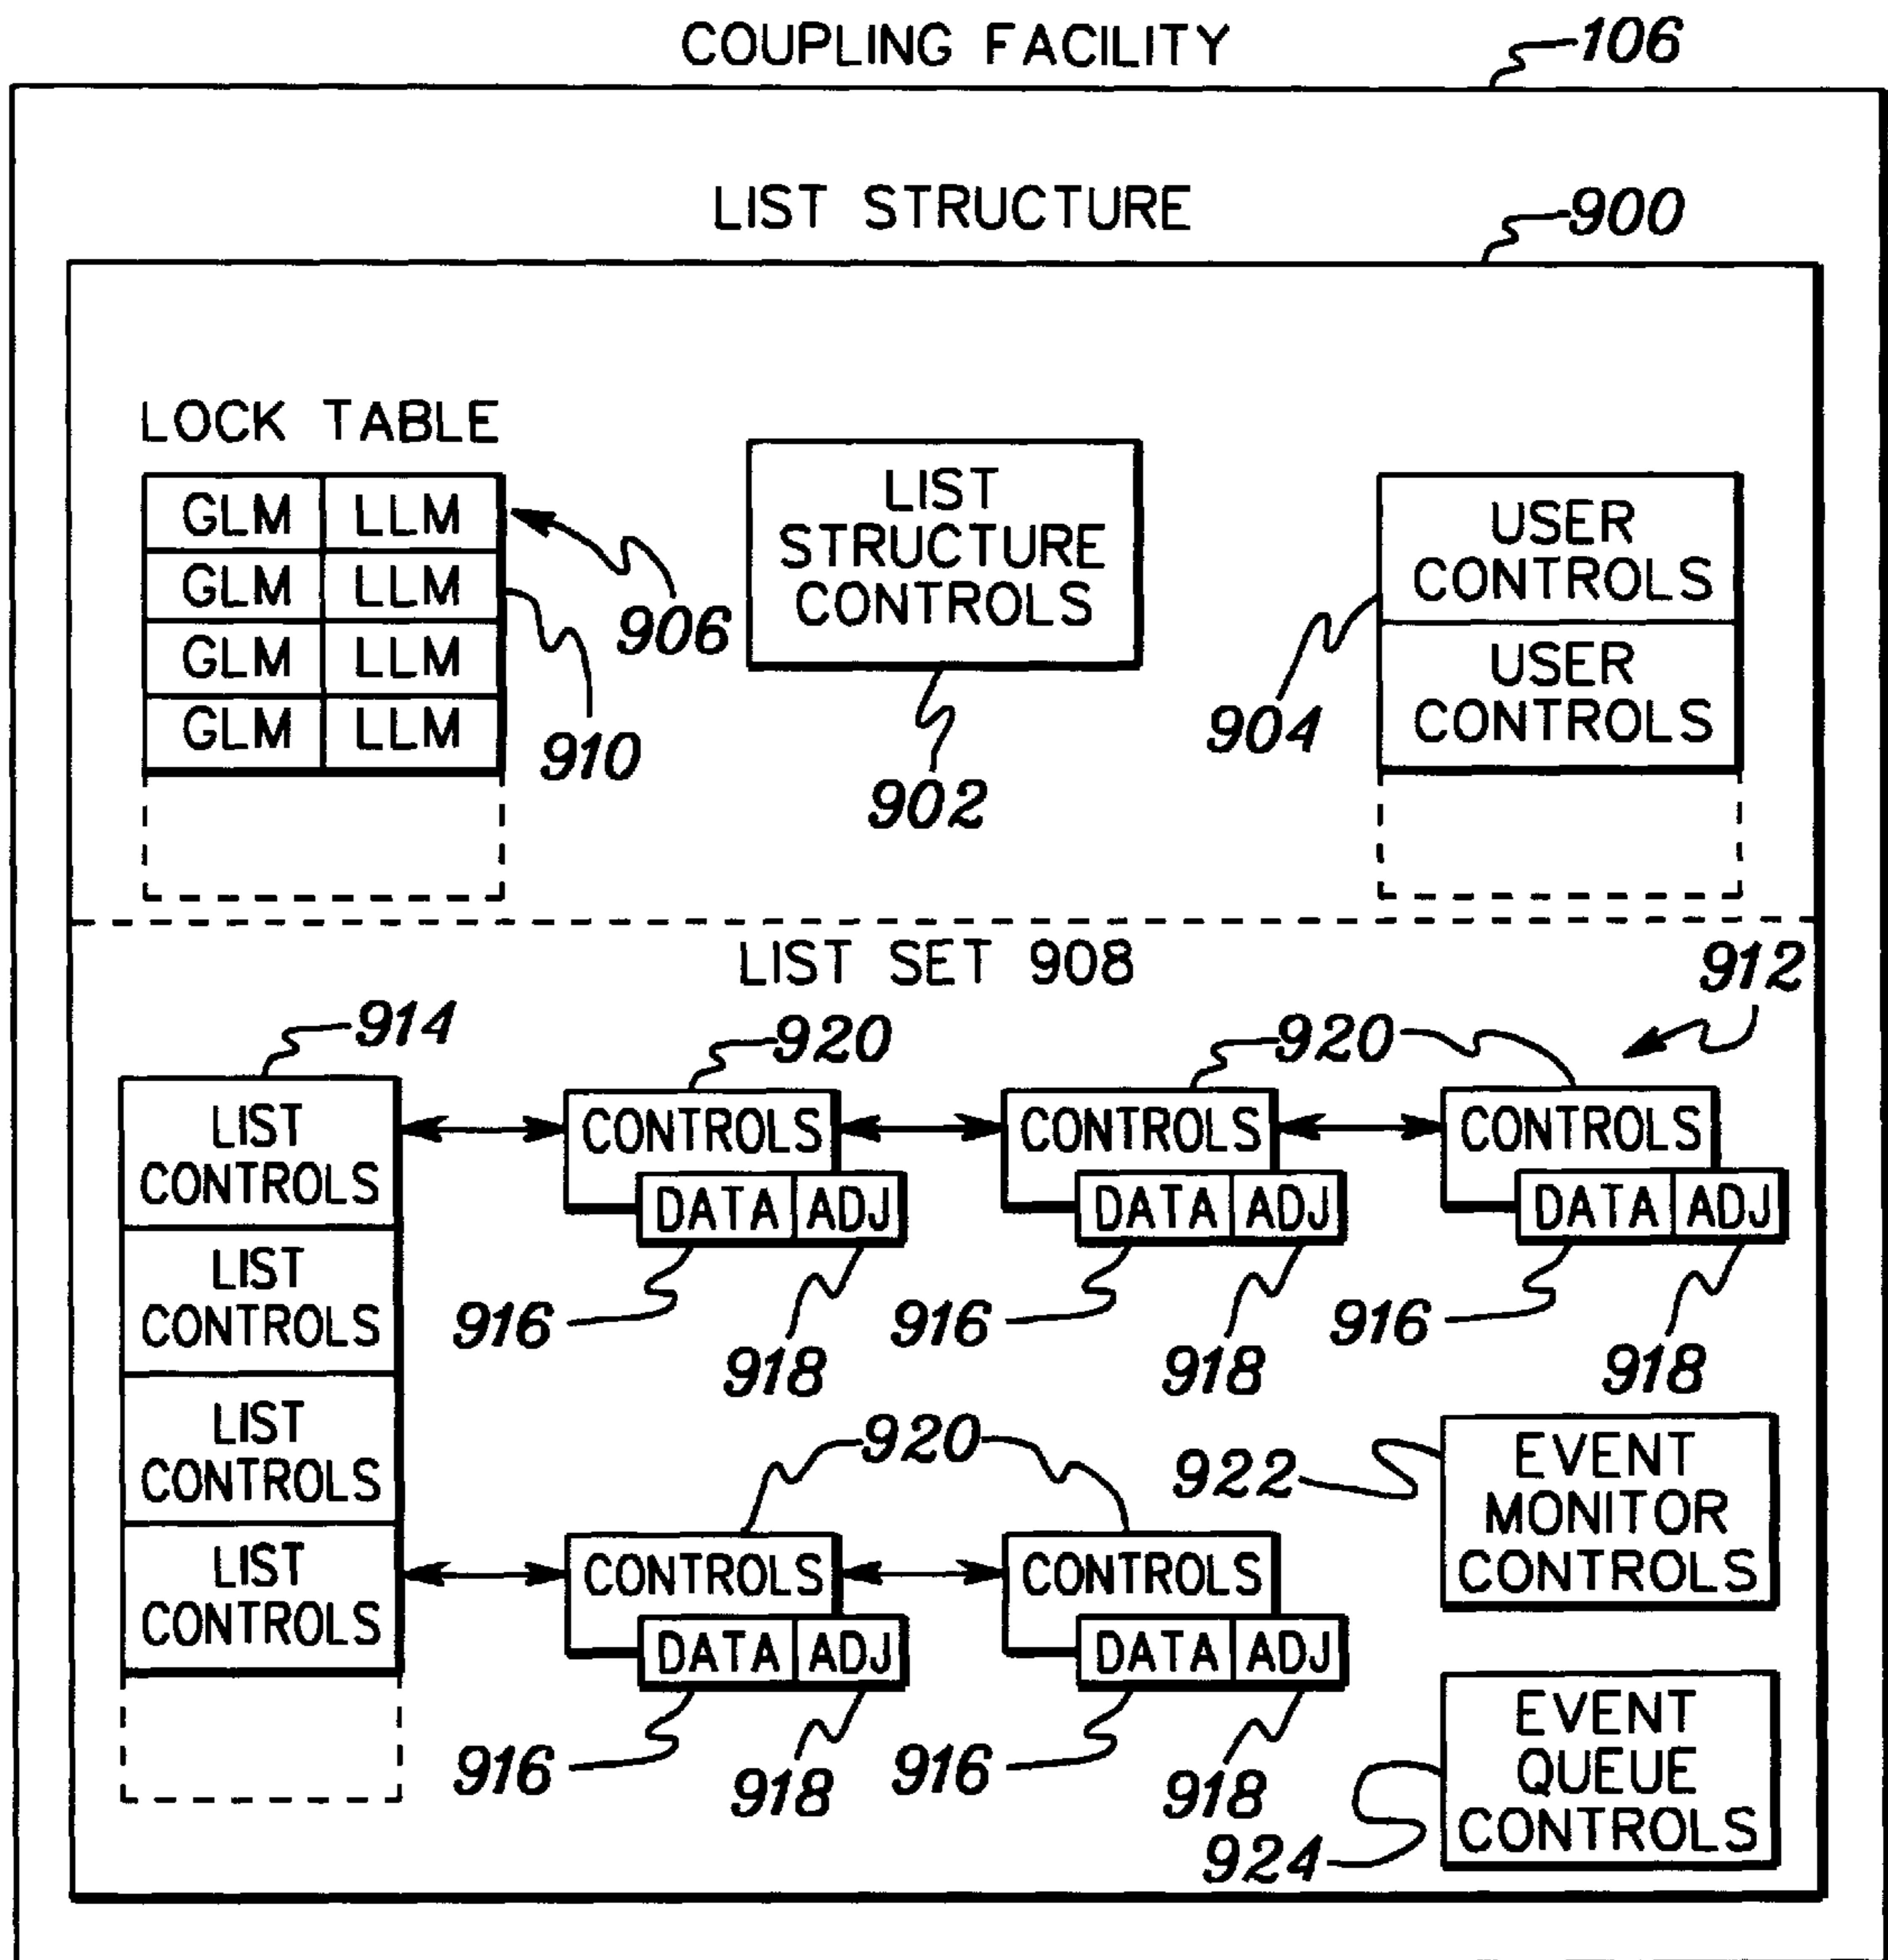 COUPLING FACILITY
106
LIST STRUCTURE
900
LOCK TABLE
GLM LLM
GLM LLM
GLM LLM
GLM LLM
906
910
LIST
STRUCTURE
CONTROLS
902
USER
CONTROLS
USER
CONTROLS
904
LIST SET 908
912
914
920
920
LIST
CONTROLS
CONTROLS
CONTROLS
CONTROLS
DATA ADJ
DATA ADJ
DATA ADJ
LIST
CONTROLS
916
918
916
918
916
918
LIST
CONTROLS
920
922
EVENT
MONITOR
CONTROLS
LIST
CONTROLS
CONTROLS
CONTROLS
DATA ADJ
DATA ADJ
916
918
916
918
EVENT
QUEUE
CONTROLS
924